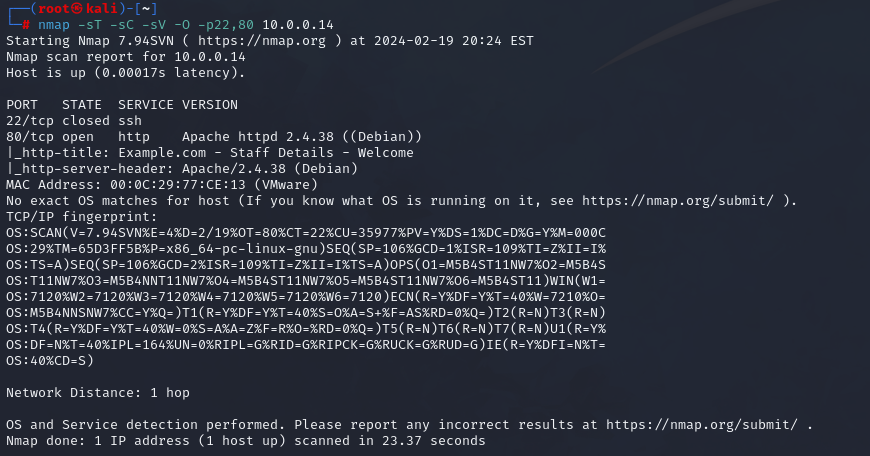 ┌──(root㉿kali)-[~]
└─# nmap -sT -sC -sV -O -p22,80 10.0.0.14
Starting Nmap 7.94SVN ( https://nmap.org ) at 2024-02-19 20:24 EST
Nmap scan report for 10.0.0.14
Host is up (0.00017s latency).

PORT   STATE  SERVICE VERSION
22/tcp closed ssh
80/tcp open   http    Apache httpd 2.4.38 ((Debian))
|_http-title: Example.com - Staff Details - Welcome
|_http-server-header: Apache/2.4.38 (Debian)
MAC Address: 00:0C:29:77:CE:13 (VMware)
No exact OS matches for host (If you know what OS is running on it, see https://nmap.org/submit/ ).
TCP/IP fingerprint:
OS:SCAN(V=7.94SVN%E=4%D=2/19%OT=80%CT=22%CU=35977%PV=Y%DS=1%DC=D%G=Y%M=000C
OS:29%TM=65D3FF5B%P=x86_64-pc-linux-gnu)SEQ(SP=106%GCD=1%ISR=109%TI=Z%II=I%
OS:TS=A)SEQ(SP=106%GCD=2%ISR=109%TI=Z%II=I%TS=A)OPS(O1=M5B4ST11NW7%O2=M5B4S
OS:T11NW7%O3=M5B4NNT11NW7%O4=M5B4ST11NW7%O5=M5B4ST11NW7%O6=M5B4ST11)WIN(W1=
OS:7120%W2=7120%W3=7120%W4=7120%W5=7120%W6=7120)ECN(R=Y%DF=Y%T=40%W=7210%O=
OS:M5B4NNSNW7%CC=Y%Q=)T1(R=Y%DF=Y%T=40%S=O%A=S+%F=AS%RD=0%Q=)T2(R=N)T3(R=N)
OS:T4(R=Y%DF=Y%T=40%W=0%S=A%A=Z%F=R%O=%RD=0%Q=)T5(R=N)T6(R=N)T7(R=N)U1(R=Y%
OS:DF=N%T=40%IPL=164%UN=0%RIPL=G%RID=G%RIPCK=G%RUCK=G%RUD=G)IE(R=Y%DFI=N%T=
OS:40%CD=S)

Network Distance: 1 hop

OS and Service detection performed. Please report any incorrect results at https://nmap.org/submit/ .
Nmap done: 1 IP address (1 host up) scanned in 23.37 seconds